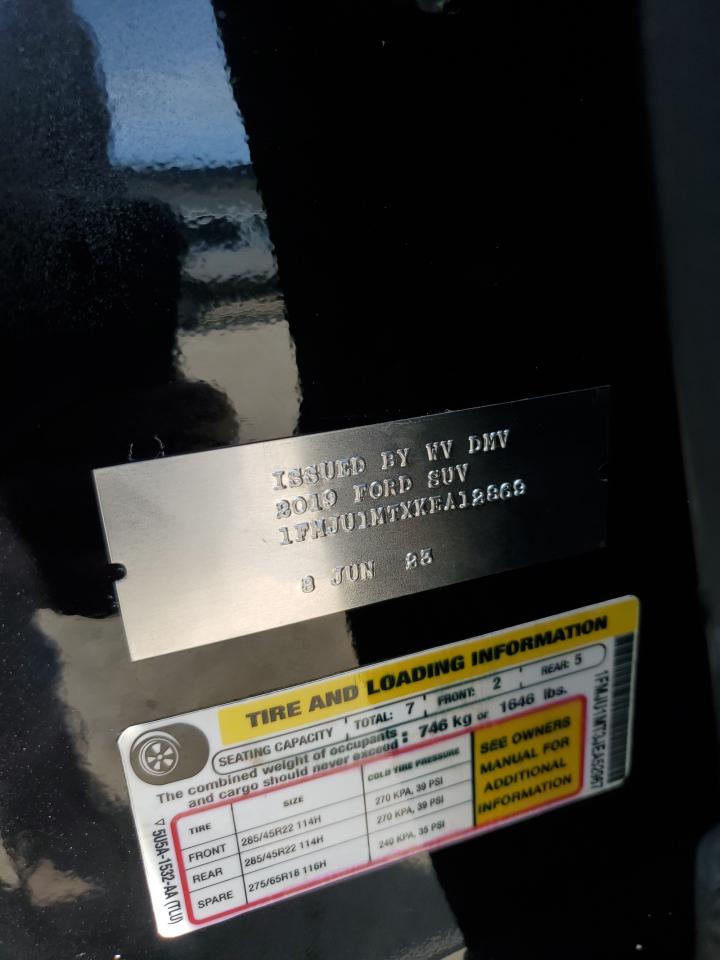 ISSUED BY WV DMV
2019 FORD SUV
1FMJU1MTXKEA12869
8 JUN 23
TIRE AND LOADING INFORMATION
SEATING CAPACITY TOTAL: 7 FRONT: 2 REAR: 5
The combined weight of occupants
and cargo should never exceed : 746 kg or 1646 lbs.
TIRE SIZE COLD TIRE PRESSURE
FRONT 285/45R22 114H 270 KPA, 39 PSI
REAR 285/45R22 114H 270 KPA, 39 PSI
SPARE 275/65R18 116H 240 KPA, 35 PSI
SEE OWNERS
MANUAL FOR
ADDITIONAL
INFORMATION
5U5A-1532-AA (TLU)